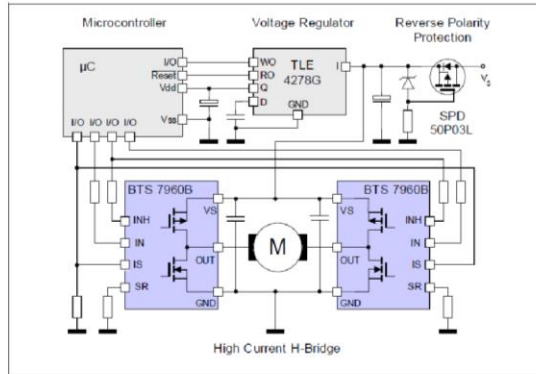 Microcontroller
Voltage Regulator
Reverse Polarity
Protection
µC
I/O
Reset
Vdd
Vss
I/O I/O I/O I/O
WO
RO
Q
D
TLE
4278G
GND
I
VS
SPD
50P03L
BTS 7960B
INH
IN
IS
SR
VS
OUT
GND
M
BTS 7960B
VS
OUT
GND
INH
IN
IS
SR
High Current H-Bridge